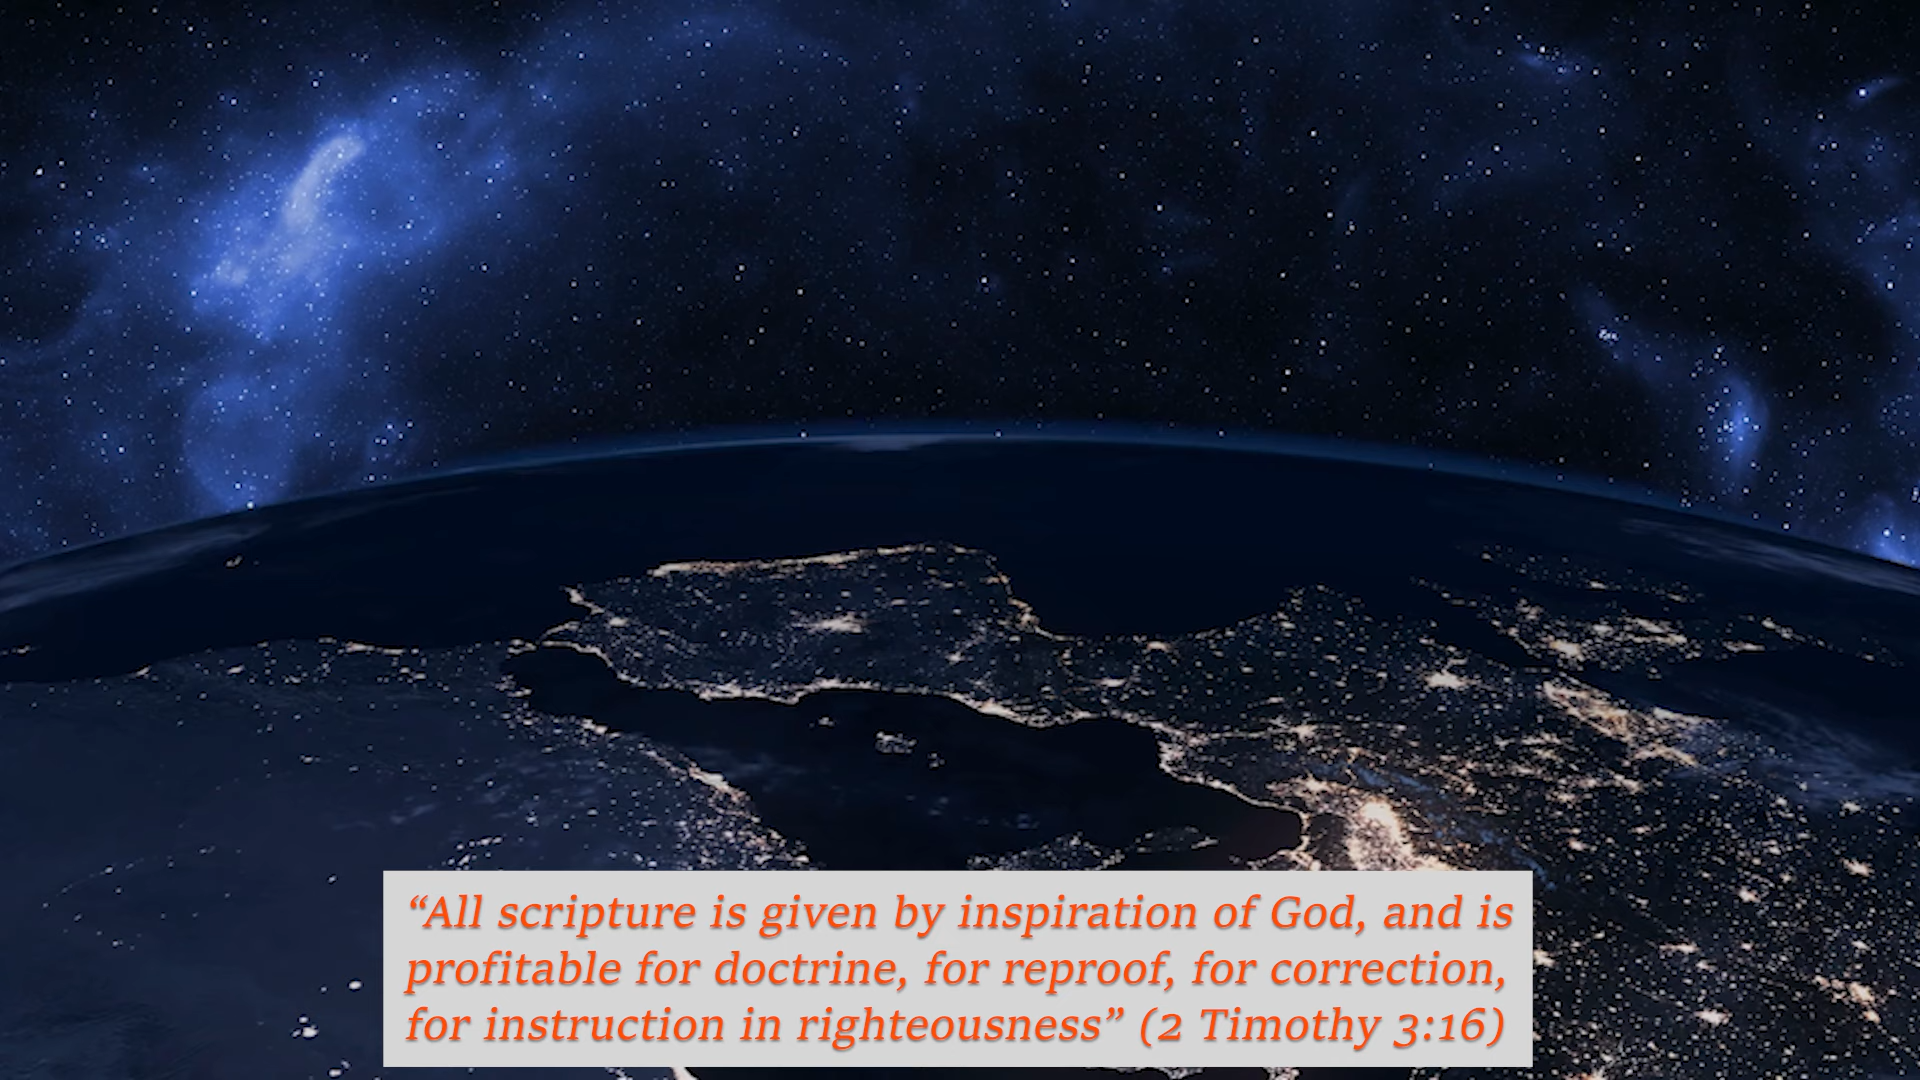 “All scripture is given by inspiration of God, and is
profitable for doctrine, for reproof, for correction,
for instruction in righteousness” (2 Timothy 3:16)